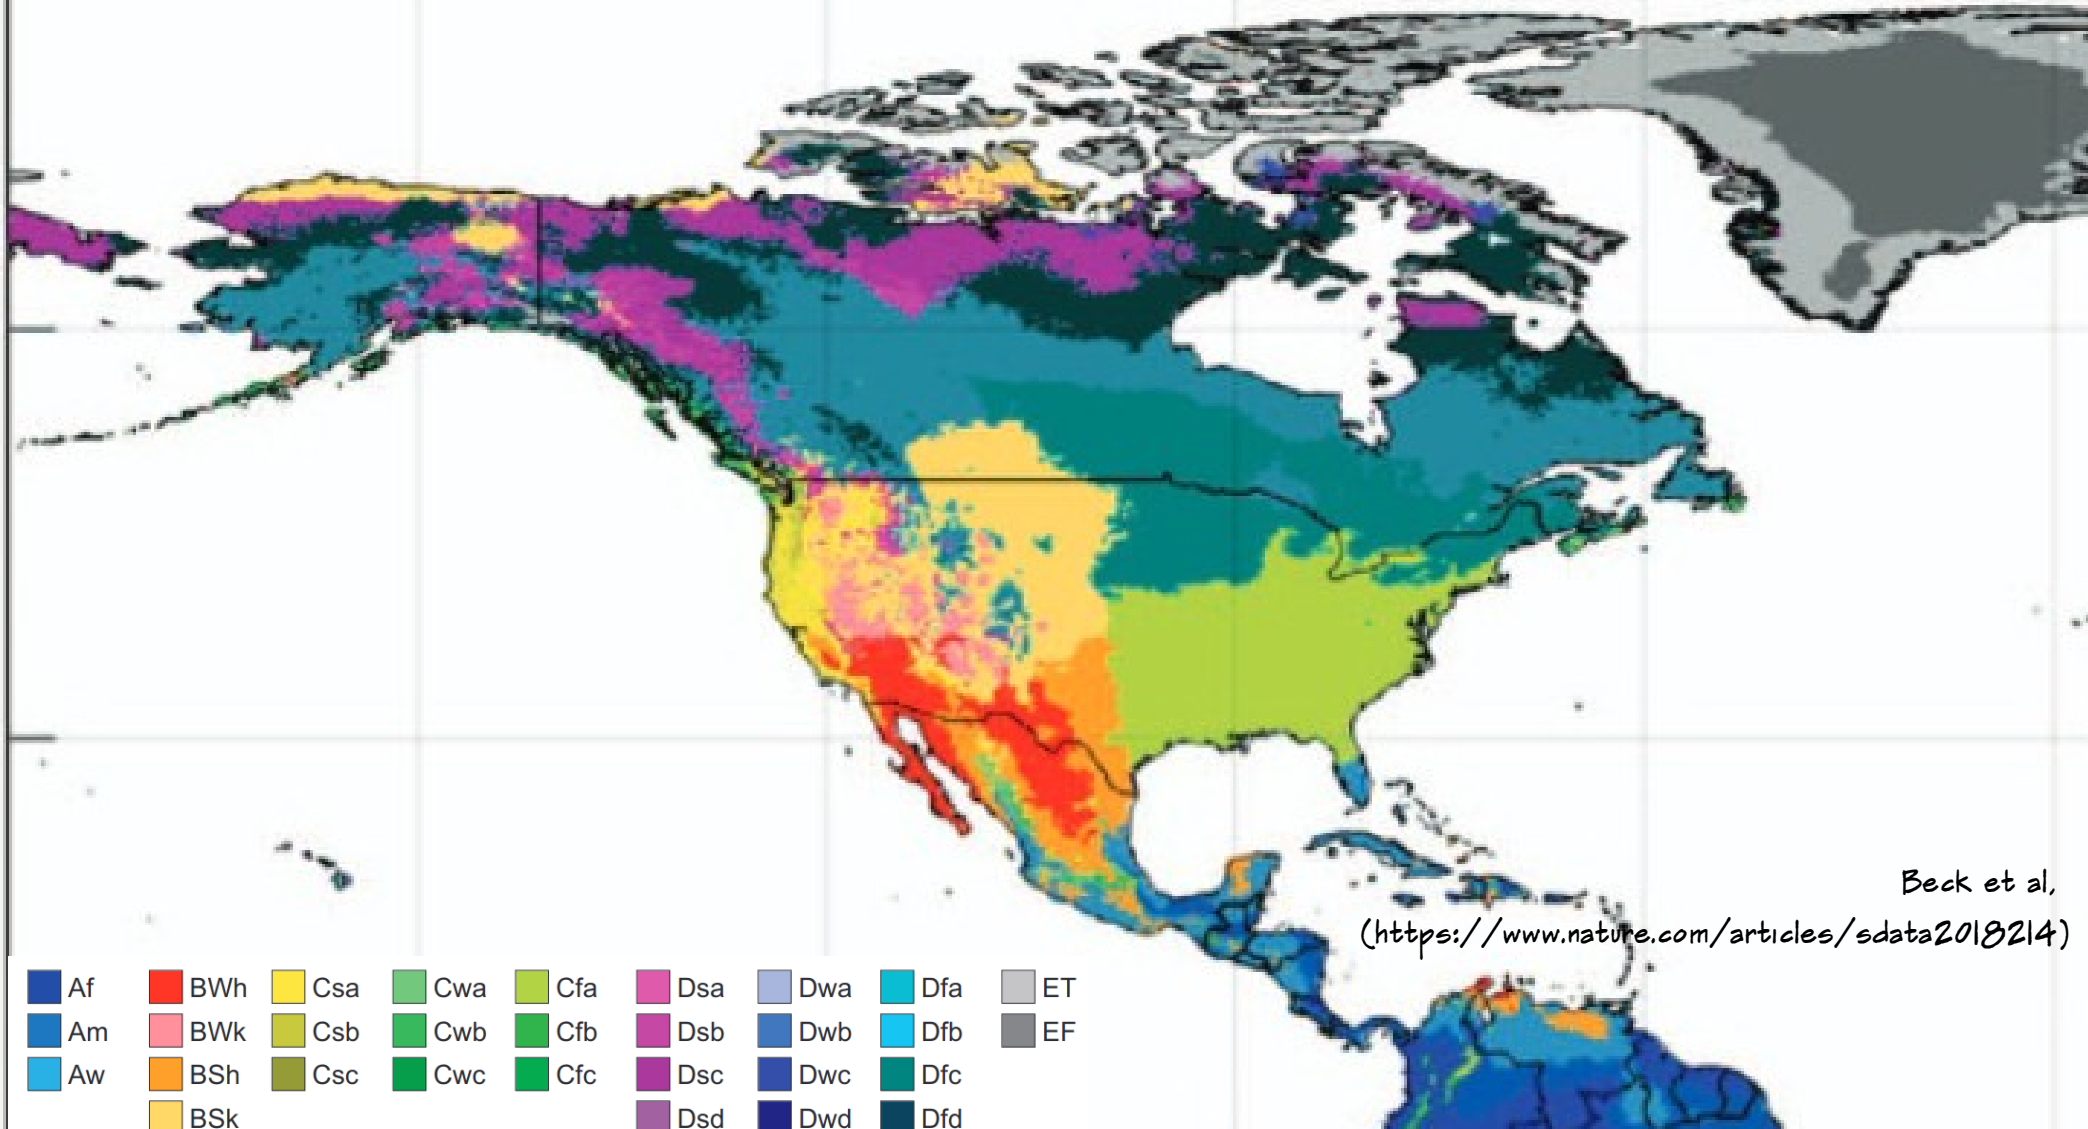 Beck et al,
(https://www.nature.com/articles/sdata2018214)
Af BWh Csa Cwa Cfa Dsa Dwa Dfa ET
Am BWk Csb Cwb Cfb Dsb Dwb Dfb EF
Aw BSh Csc Cwc Cfc Dsc Dwc Dfc
BSk Dsd Dwd Dfd